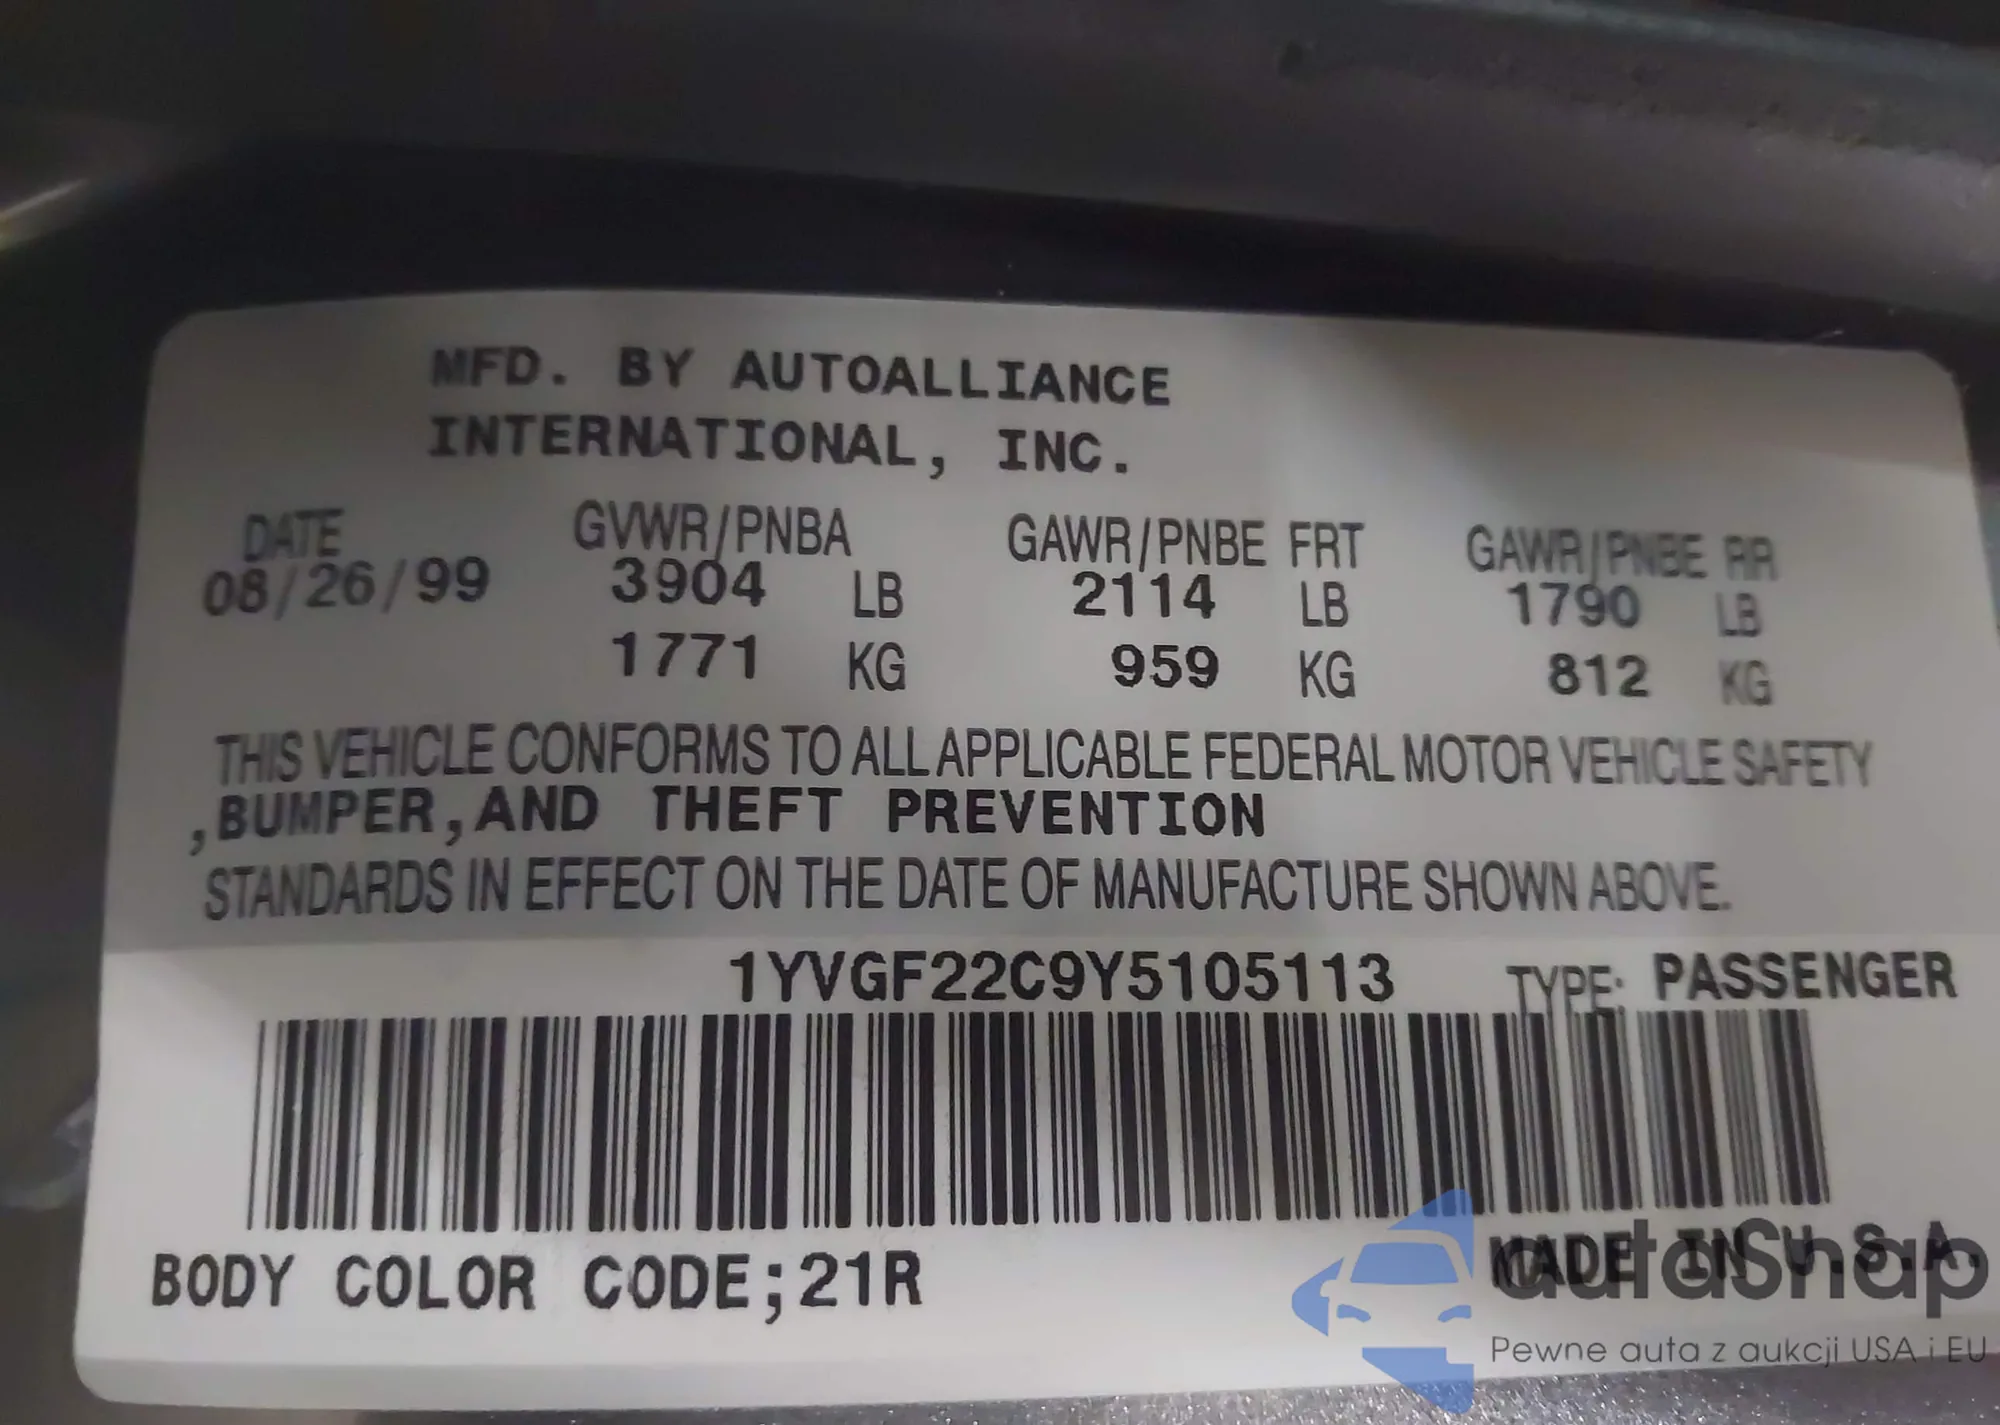 MFD. BY AUTOALLIANCE
INTERNATIONAL, INC.
DATE GVWR/PNBA GAWR/PNBE FRT GAWR/PNBE RR
08/26/99 3904 LB 2114 LB 1790 LB
1771 KG 959 KG 812 KG
THIS VEHICLE CONFORMS TO ALL APPLICABLE FEDERAL MOTOR VEHICLE SAFETY
,BUMPER,AND THEFT PREVENTION
STANDARDS IN EFFECT ON THE DATE OF MANUFACTURE SHOWN ABOVE.
1YVGF22C9Y5105113 TYPE: PASSENGER
BODY COLOR CODE;21R
MADE IN U.S.A.
autoSnap
Pewne auta z aukcji USA i EU